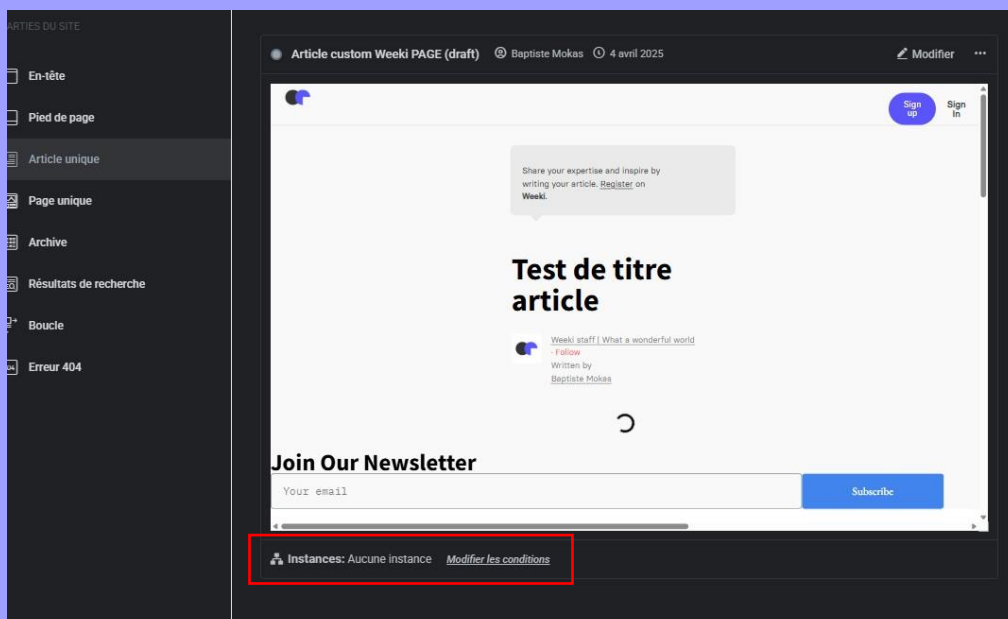 ARTIES DU SITE
En-tête
Pied de page
Article unique
Page unique
Archive
Résultats de recherche
Boucle
Erreur 404
Article custom Weeki PAGE (draft) Baptiste Mokas 4 avril 2025 Modifier ...
Sign up
Sign In
Share your expertise and inspire by
writing your article. Register on
Weeki.
Test de titre
article
Weeki staff | What a wonderful world
· Follow
Written by
Baptiste Mokas
Join Our Newsletter
Your email
Subscribe
Instances: Aucune instance Modifier les conditions